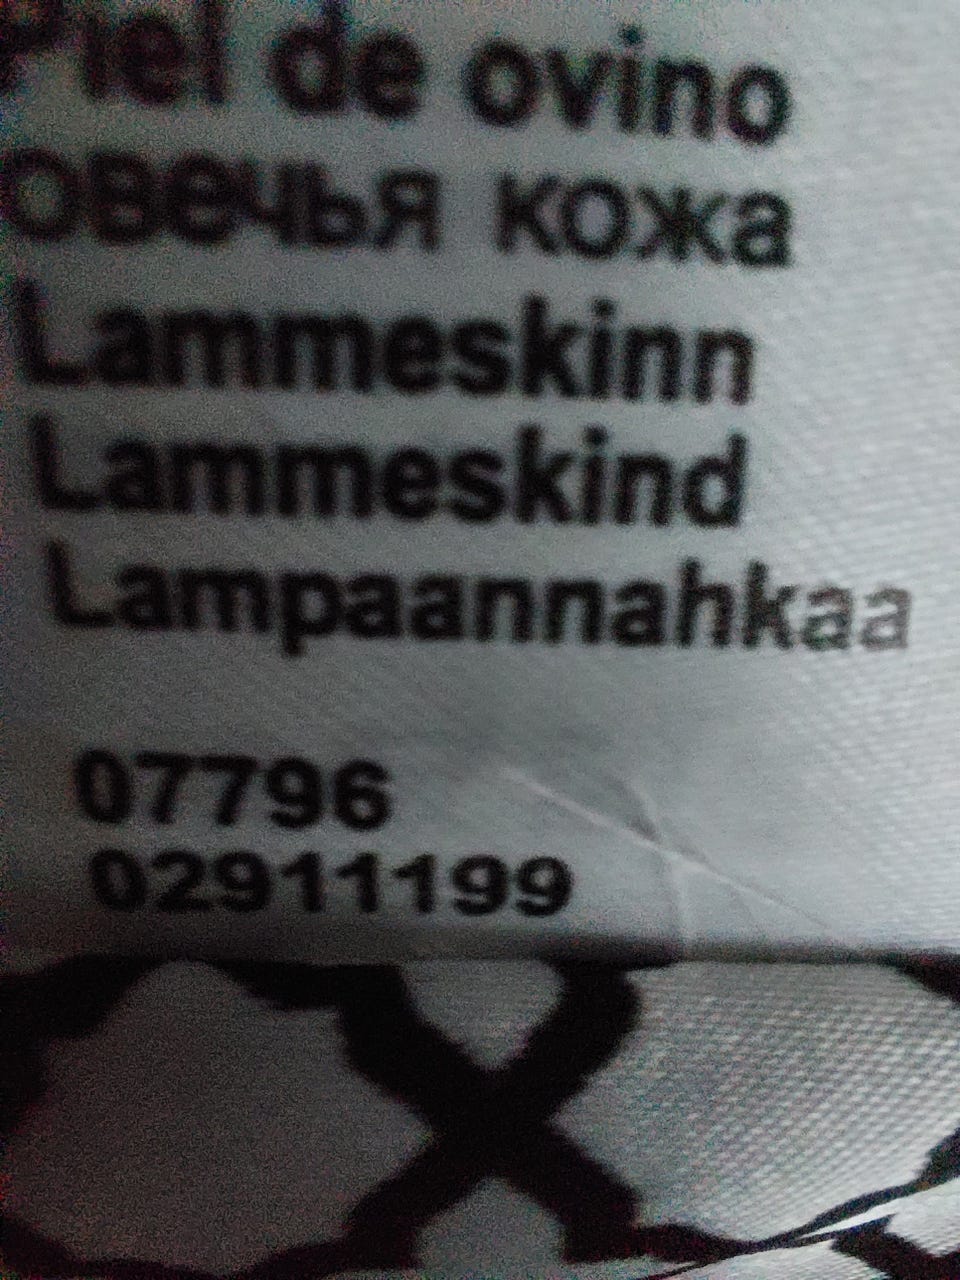 Piel de ovino
овечья кожа
Lammeskinn
Lammeskind
Lampaannahkaa
07796
02911199